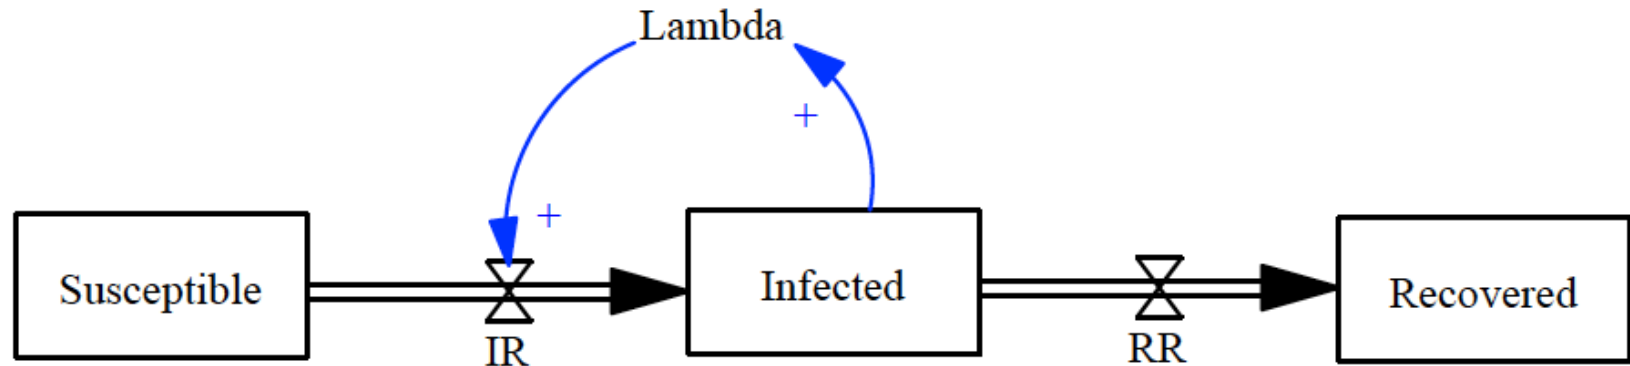 Lambda
+
+
Susceptible
Infected
Recovered
IR
RR